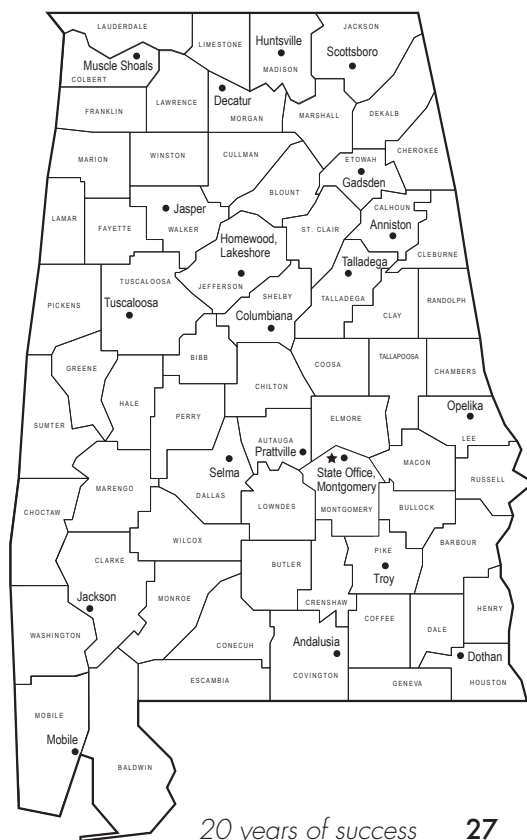 LAUDERDALE
LIMESTONE
Huntsville
MADISON
JACKSON
Scottsboro
Muscle Shoals
COLBERT
FRANKLIN
LAWRENCE
Decatur
MORGAN
MARSHALL
DEKALB
CHEROKEE
MARION
WINSTON
CULLMAN
BLOUNT
ETOWAH
Gadsden
LAMAR
FAYETTE
Jasper
WALKER
Homewood,
Lakeshore
JEFFERSON
ST. CLAIR
CALHOUN
Anniston
CLEBURNE
Talladega
TALLADEGA
PICKENS
TUSCALOOSA
Tuscaloosa
SHELBY
Columbiana
CLAY
RANDOLPH
GREENE
HALE
BIBB
CHILTON
COOSA
TALLAPOOSA
CHAMBERS
SUMTER
PERRY
AUTAUGA
Prattville
ELMORE
Opelika
LEE
MACON
RUSSELL
MARENGO
Selma
DALLAS
LOWNDES
State Office,
Montgomery
MONTGOMERY
BULLOCK
CHOCTAW
CLARKE
WILCOX
BUTLER
PIKE
Troy
BARBOUR
Jackson
MONROE
CRENSHAW
COFFEE
DALE
HENRY
WASHINGTON
CONECUH
Andalusia
COVINGTON
Dothan
HOUSTON
ESCAMBIA
GENEVA
MOBILE
Mobile
BALDWIN
20 years of success 27